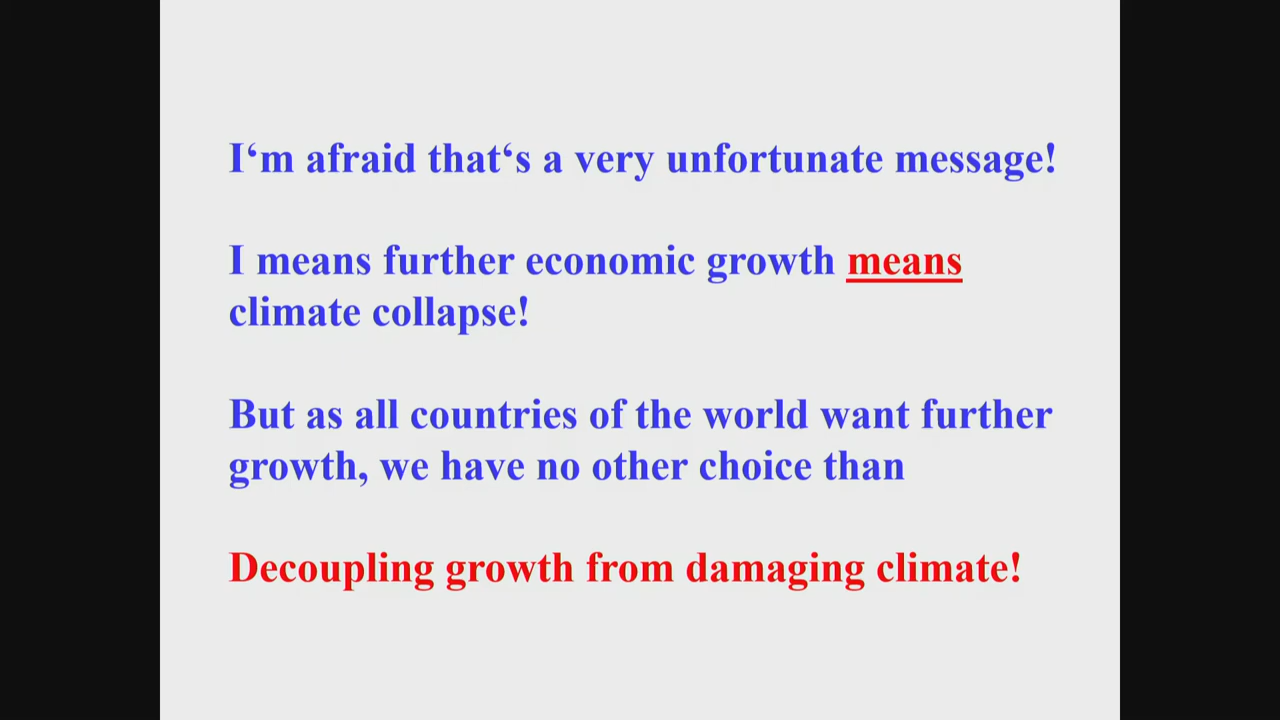 I‘m afraid that‘s a very unfortunate message!
I means further economic growth means
climate collapse!
But as all countries of the world want further
growth, we have no other choice than
Decoupling growth from damaging climate!